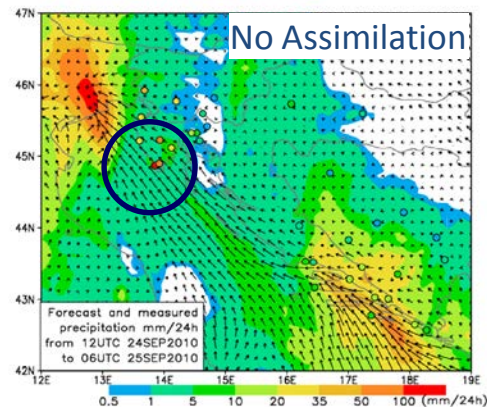 No Assimilation
47N
46N
45N
44N
43N
42N
Forecast and measured
precipitation mm/24h
from 12UTC 24SEP2010
to 06UTC 25SEP2010
12E 13E 14E 15E 16E 17E 18E 19E
0.5 1 5 10 20 35 50 100 (mm/24h)